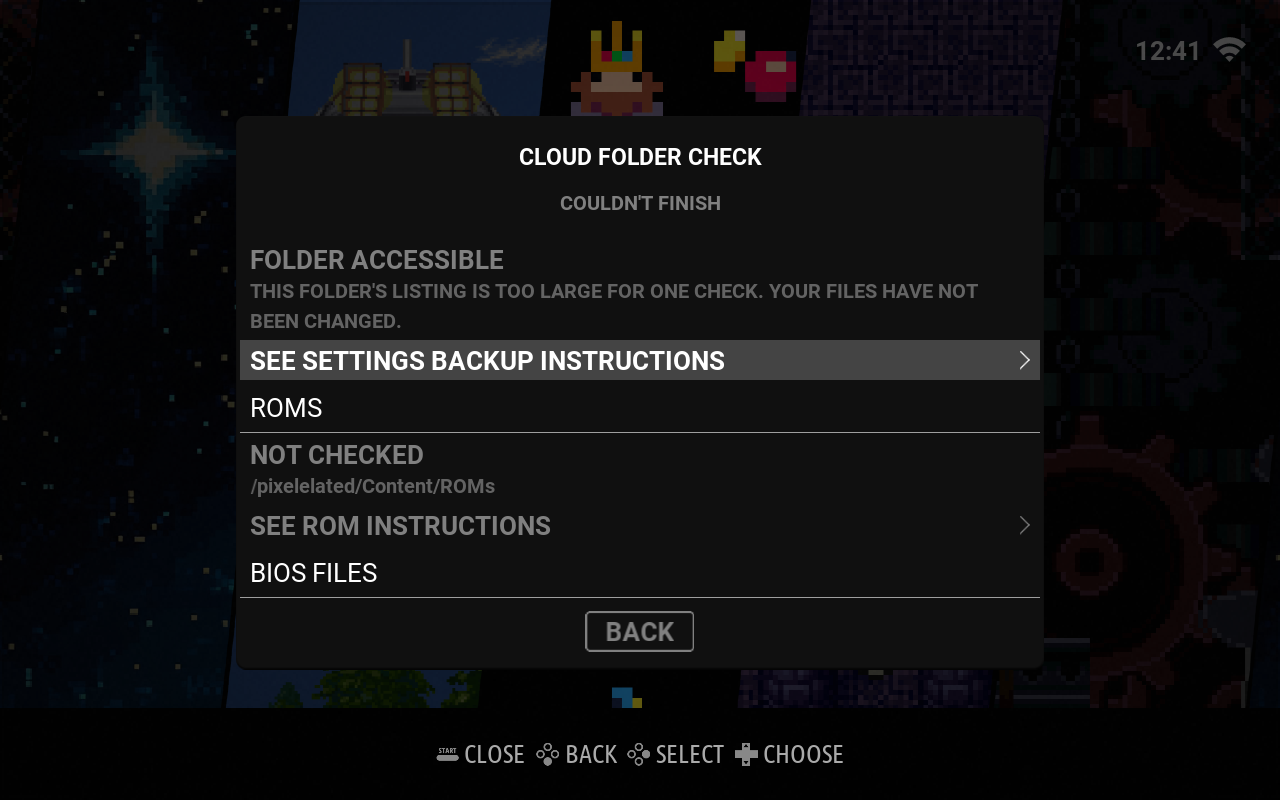 12:41
CLOUD FOLDER CHECK
COULDN'T FINISH
FOLDER ACCESSIBLE
THIS FOLDER'S LISTING IS TOO LARGE FOR ONE CHECK. YOUR FILES HAVE NOT
BEEN CHANGED.
SEE SETTINGS BACKUP INSTRUCTIONS
ROMS
NOT CHECKED
/pixelelated/Content/ROMs
SEE ROM INSTRUCTIONS
BIOS FILES
BACK
START CLOSE BACK SELECT CHOOSE